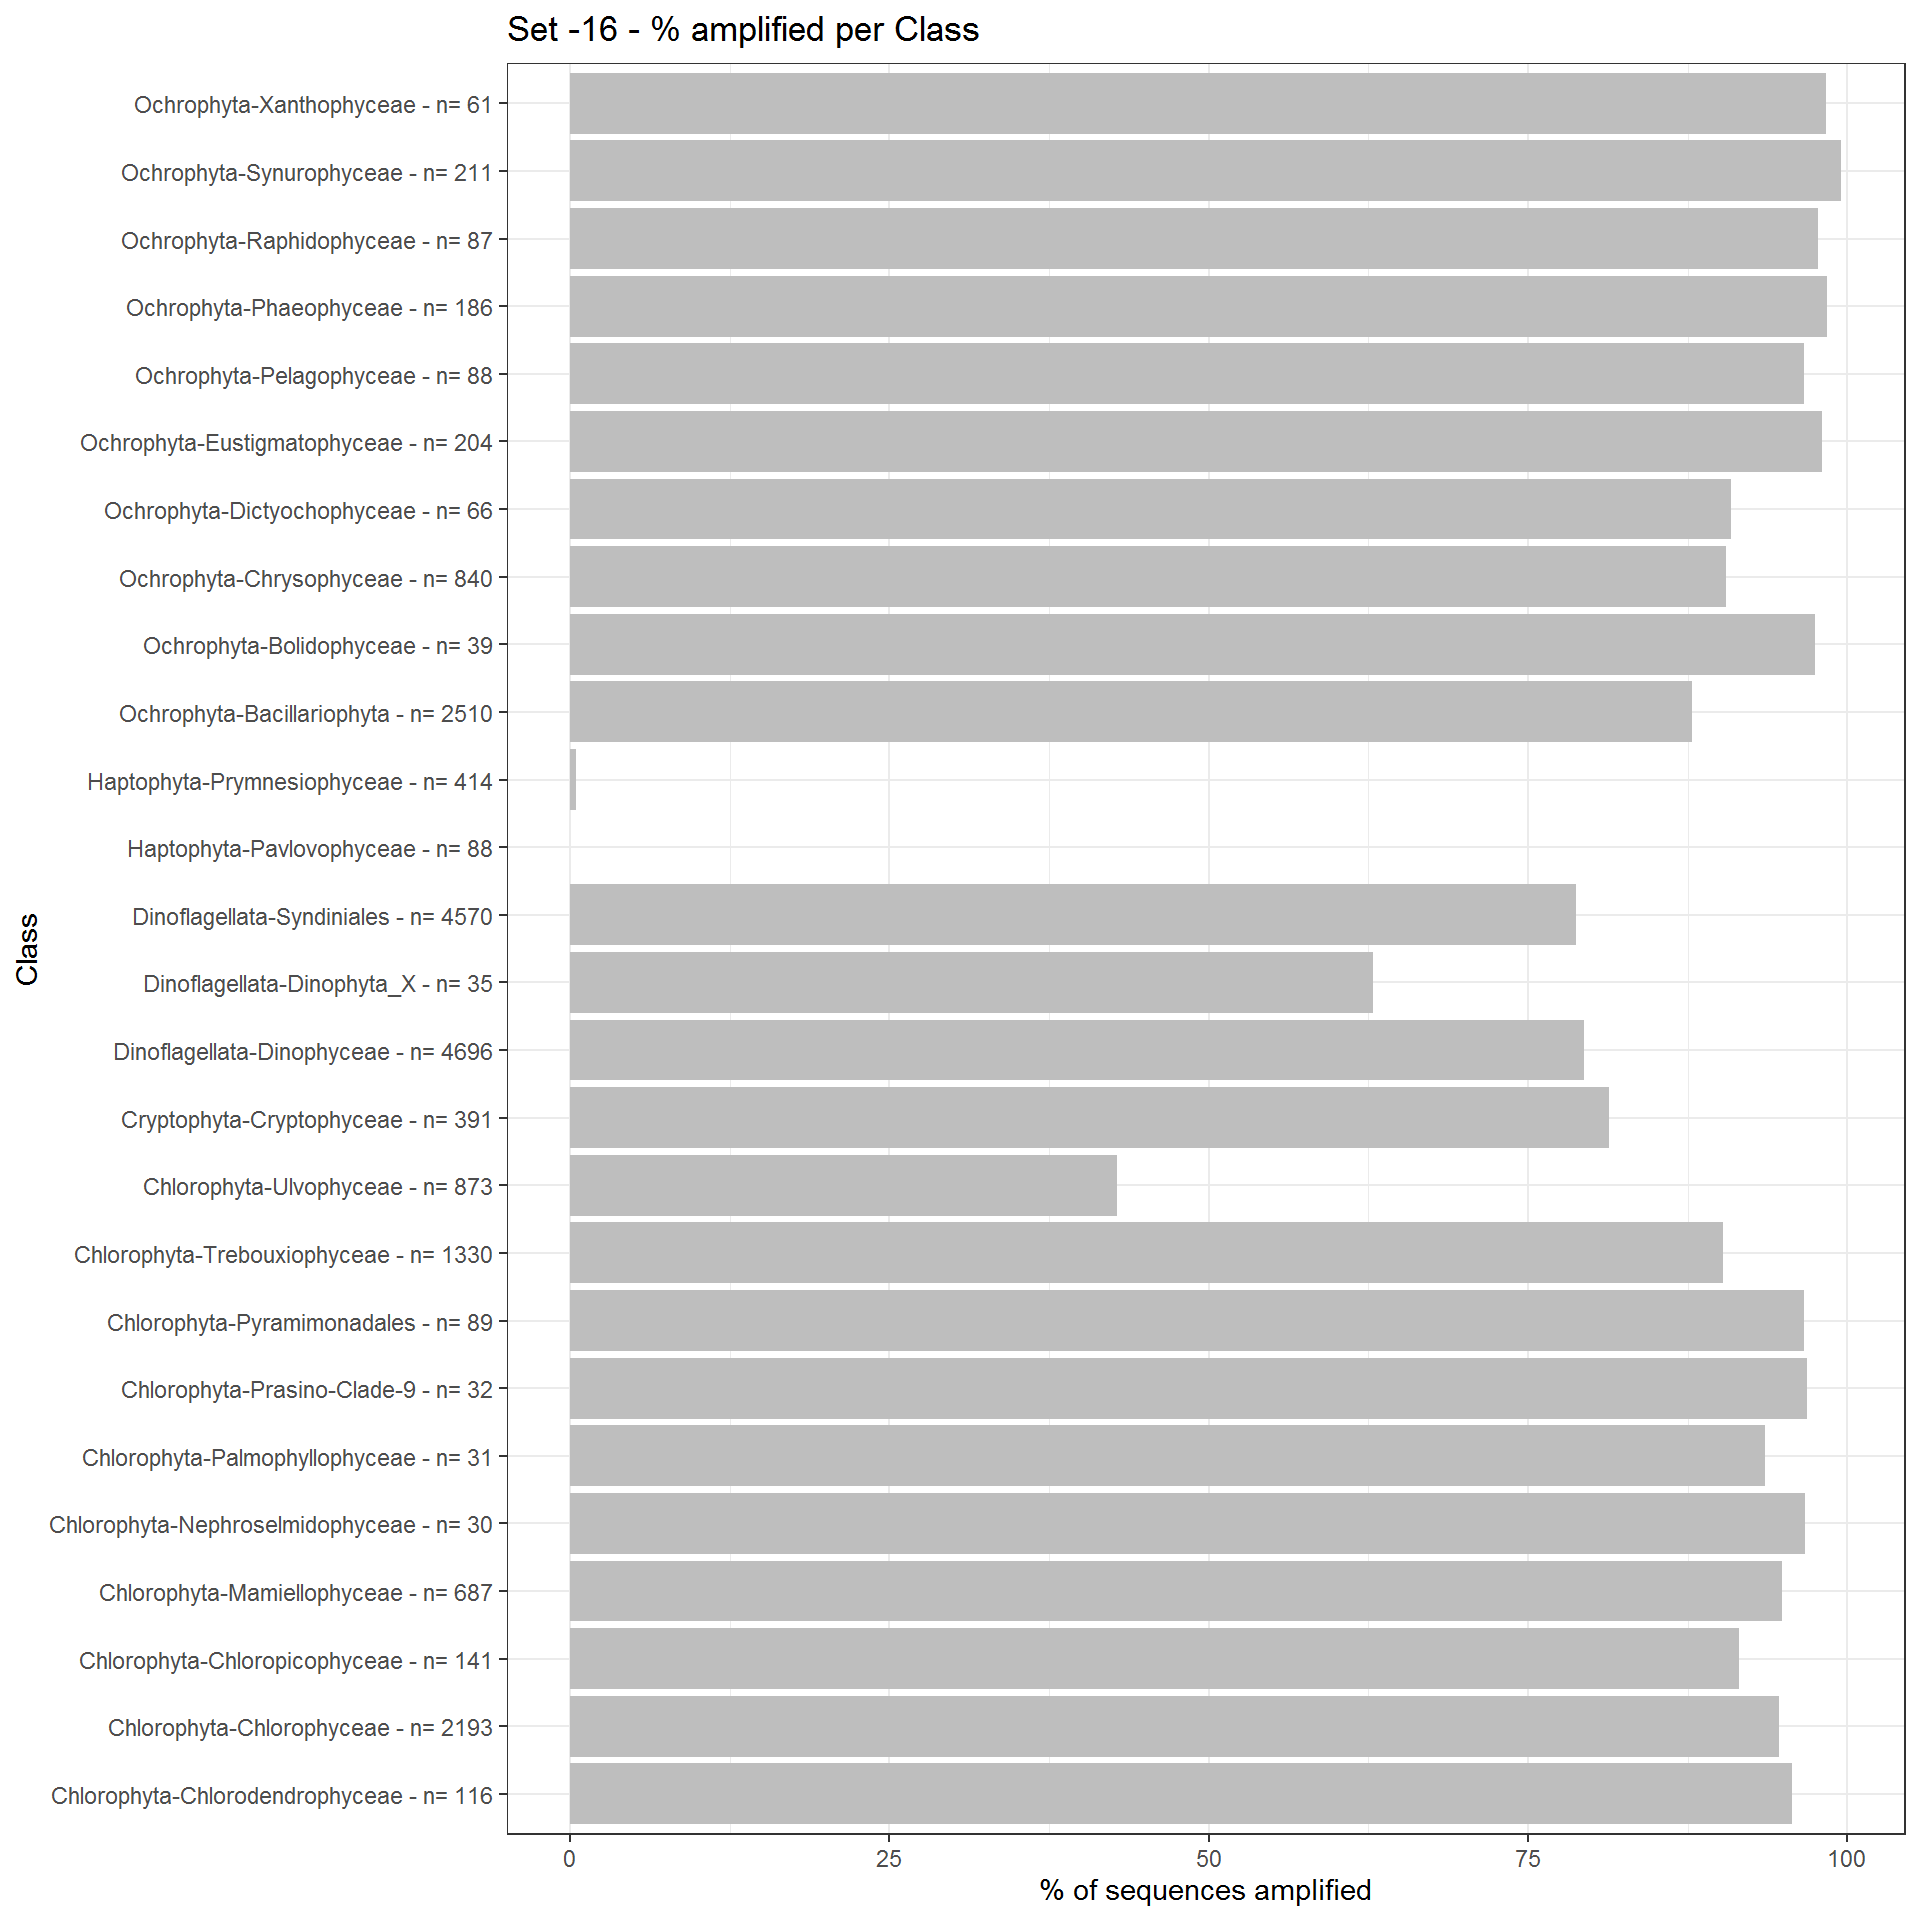 Set -16 - % amplified per Class
Class
Ochrophyta-Xanthophyceae - n= 61
Ochrophyta-Synurophyceae - n= 211
Ochrophyta-Raphidophyceae - n= 87
Ochrophyta-Phaeophyceae - n= 186
Ochrophyta-Pelagophyceae - n= 88
Ochrophyta-Eustigmatophyceae - n= 204
Ochrophyta-Dictyochophyceae - n= 66
Ochrophyta-Chrysophyceae - n= 840
Ochrophyta-Bolidophyceae - n= 39
Ochrophyta-Bacillariophyta - n= 2510
Haptophyta-Prymnesiophyceae - n= 414
Haptophyta-Pavlovophyceae - n= 88
Dinoflagellata-Syndiniales - n= 4570
Dinoflagellata-Dinophyta_X - n= 35
Dinoflagellata-Dinophyceae - n= 4696
Cryptophyta-Cryptophyceae - n= 391
Chlorophyta-Ulvophyceae - n= 873
Chlorophyta-Trebouxiophyceae - n= 1330
Chlorophyta-Pyramimonadales - n= 89
Chlorophyta-Prasino-Clade-9 - n= 32
Chlorophyta-Palmophyllophyceae - n= 31
Chlorophyta-Nephroselmidophyceae - n= 30
Chlorophyta-Mamiellophyceae - n= 687
Chlorophyta-Chloropicophyceae - n= 141
Chlorophyta-Chlorophyceae - n= 2193
Chlorophyta-Chlorodendrophyceae - n= 116
0 25 50 75 100
% of sequences amplified